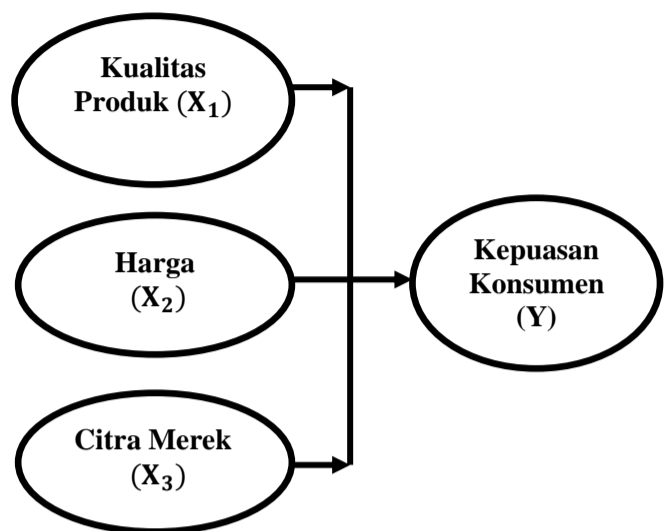 Kualitas
Produk (X₁)
Harga
(X₂)
Kepuasan
Konsumen
(Y)
Citra Merek
(X₃)